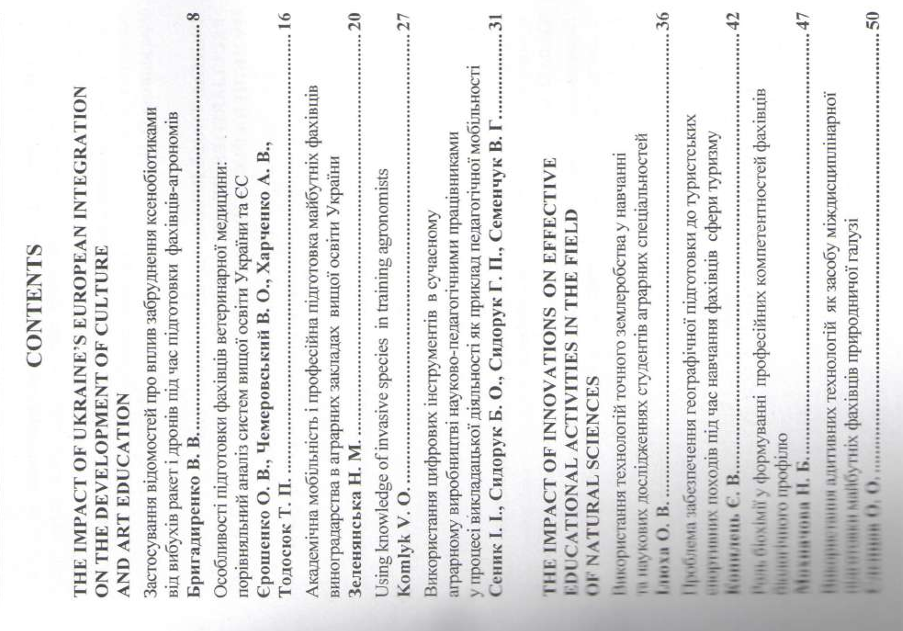 CONTENTS
THE IMPACT OF UKRAINE'S EUROPEAN INTEGRATION
ON THE DEVELOPMENT OF CULTURE
AND ART EDUCATION
Застосування відомостей про вплив забруднення ксенобіотиками
від вибухів ракет і дронів під час підготовки фахівців-агрономів
Бригадиренко В. В. 8
Особливості підготовки фахівців ветеринарної медицини:
порівняльний аналіз систем вищої освіти України та ЄС
Єрошенко О. В., Чемеровський В. О., Харченко А. В.,
Тодосюк Т. П. 16
Академічна мобільність і професійна підготовка майбутніх фахівців
виноградарства в аграрних закладах вищої освіти України
Зеленянська Н. М. 20
Using knowledge of invasive species in training agronomists
Komlyk V. O. 27
Використання цифрових інструментів в сучасному
аграрному виробництві науково-педагогічними працівниками
у процесі викладацької діяльності як приклад педагогічної мобільності
Сеник І. І., Сидорук Б. О., Сидорук Г. П., Семенчук В. Г. 31
THE IMPACT OF INNOVATIONS ON EFFECTIVE
EDUCATIONAL ACTIVITIES IN THE FIELD
OF NATURAL SCIENCES
Використання технологій точного землеробства у навчанні
та наукових дослідженнях студентів аграрних спеціальностей
О. В. 36
Проблема забезпечення географічної підготовки до туристських
спортивних походів під час навчання фахівців сфери туризму
Є. В. 42
Роль біохімії у формуванні професійних компетентностей фахівців
біологічного профілю
Н. Б. 47
Використання адитивних технологій як засобу міждисциплінарної
підготовки майбутніх фахівців природничої галузі
О. О. 50